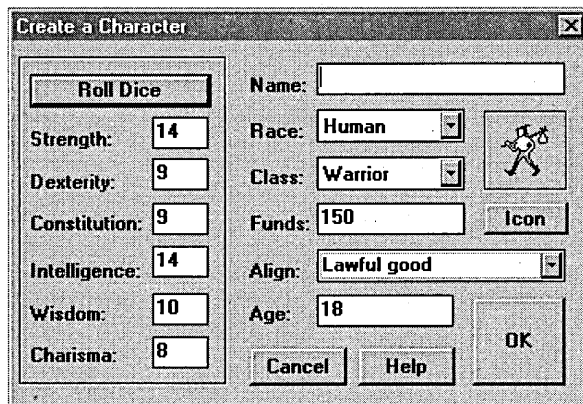 Create a Character
Roll Dice
Strength: 14
Dexterity: 9
Constitution: 9
Intelligence: 14
Wisdom: 10
Charisma: 8
Name:
Race: Human
Class: Warrior
Funds: 150
Icon
Align: Lawful good
Age: 18
OK
Cancel Help